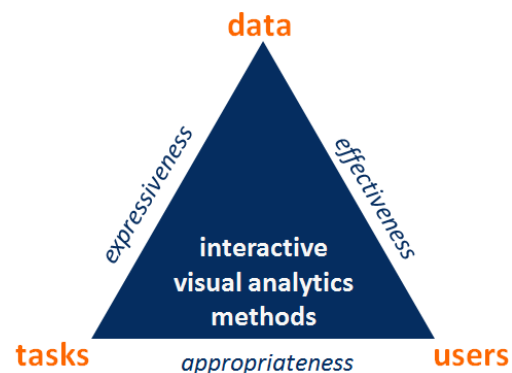 data
expressiveness
effectiveness
interactive
visual analytics
methods
tasks
appropriateness
users